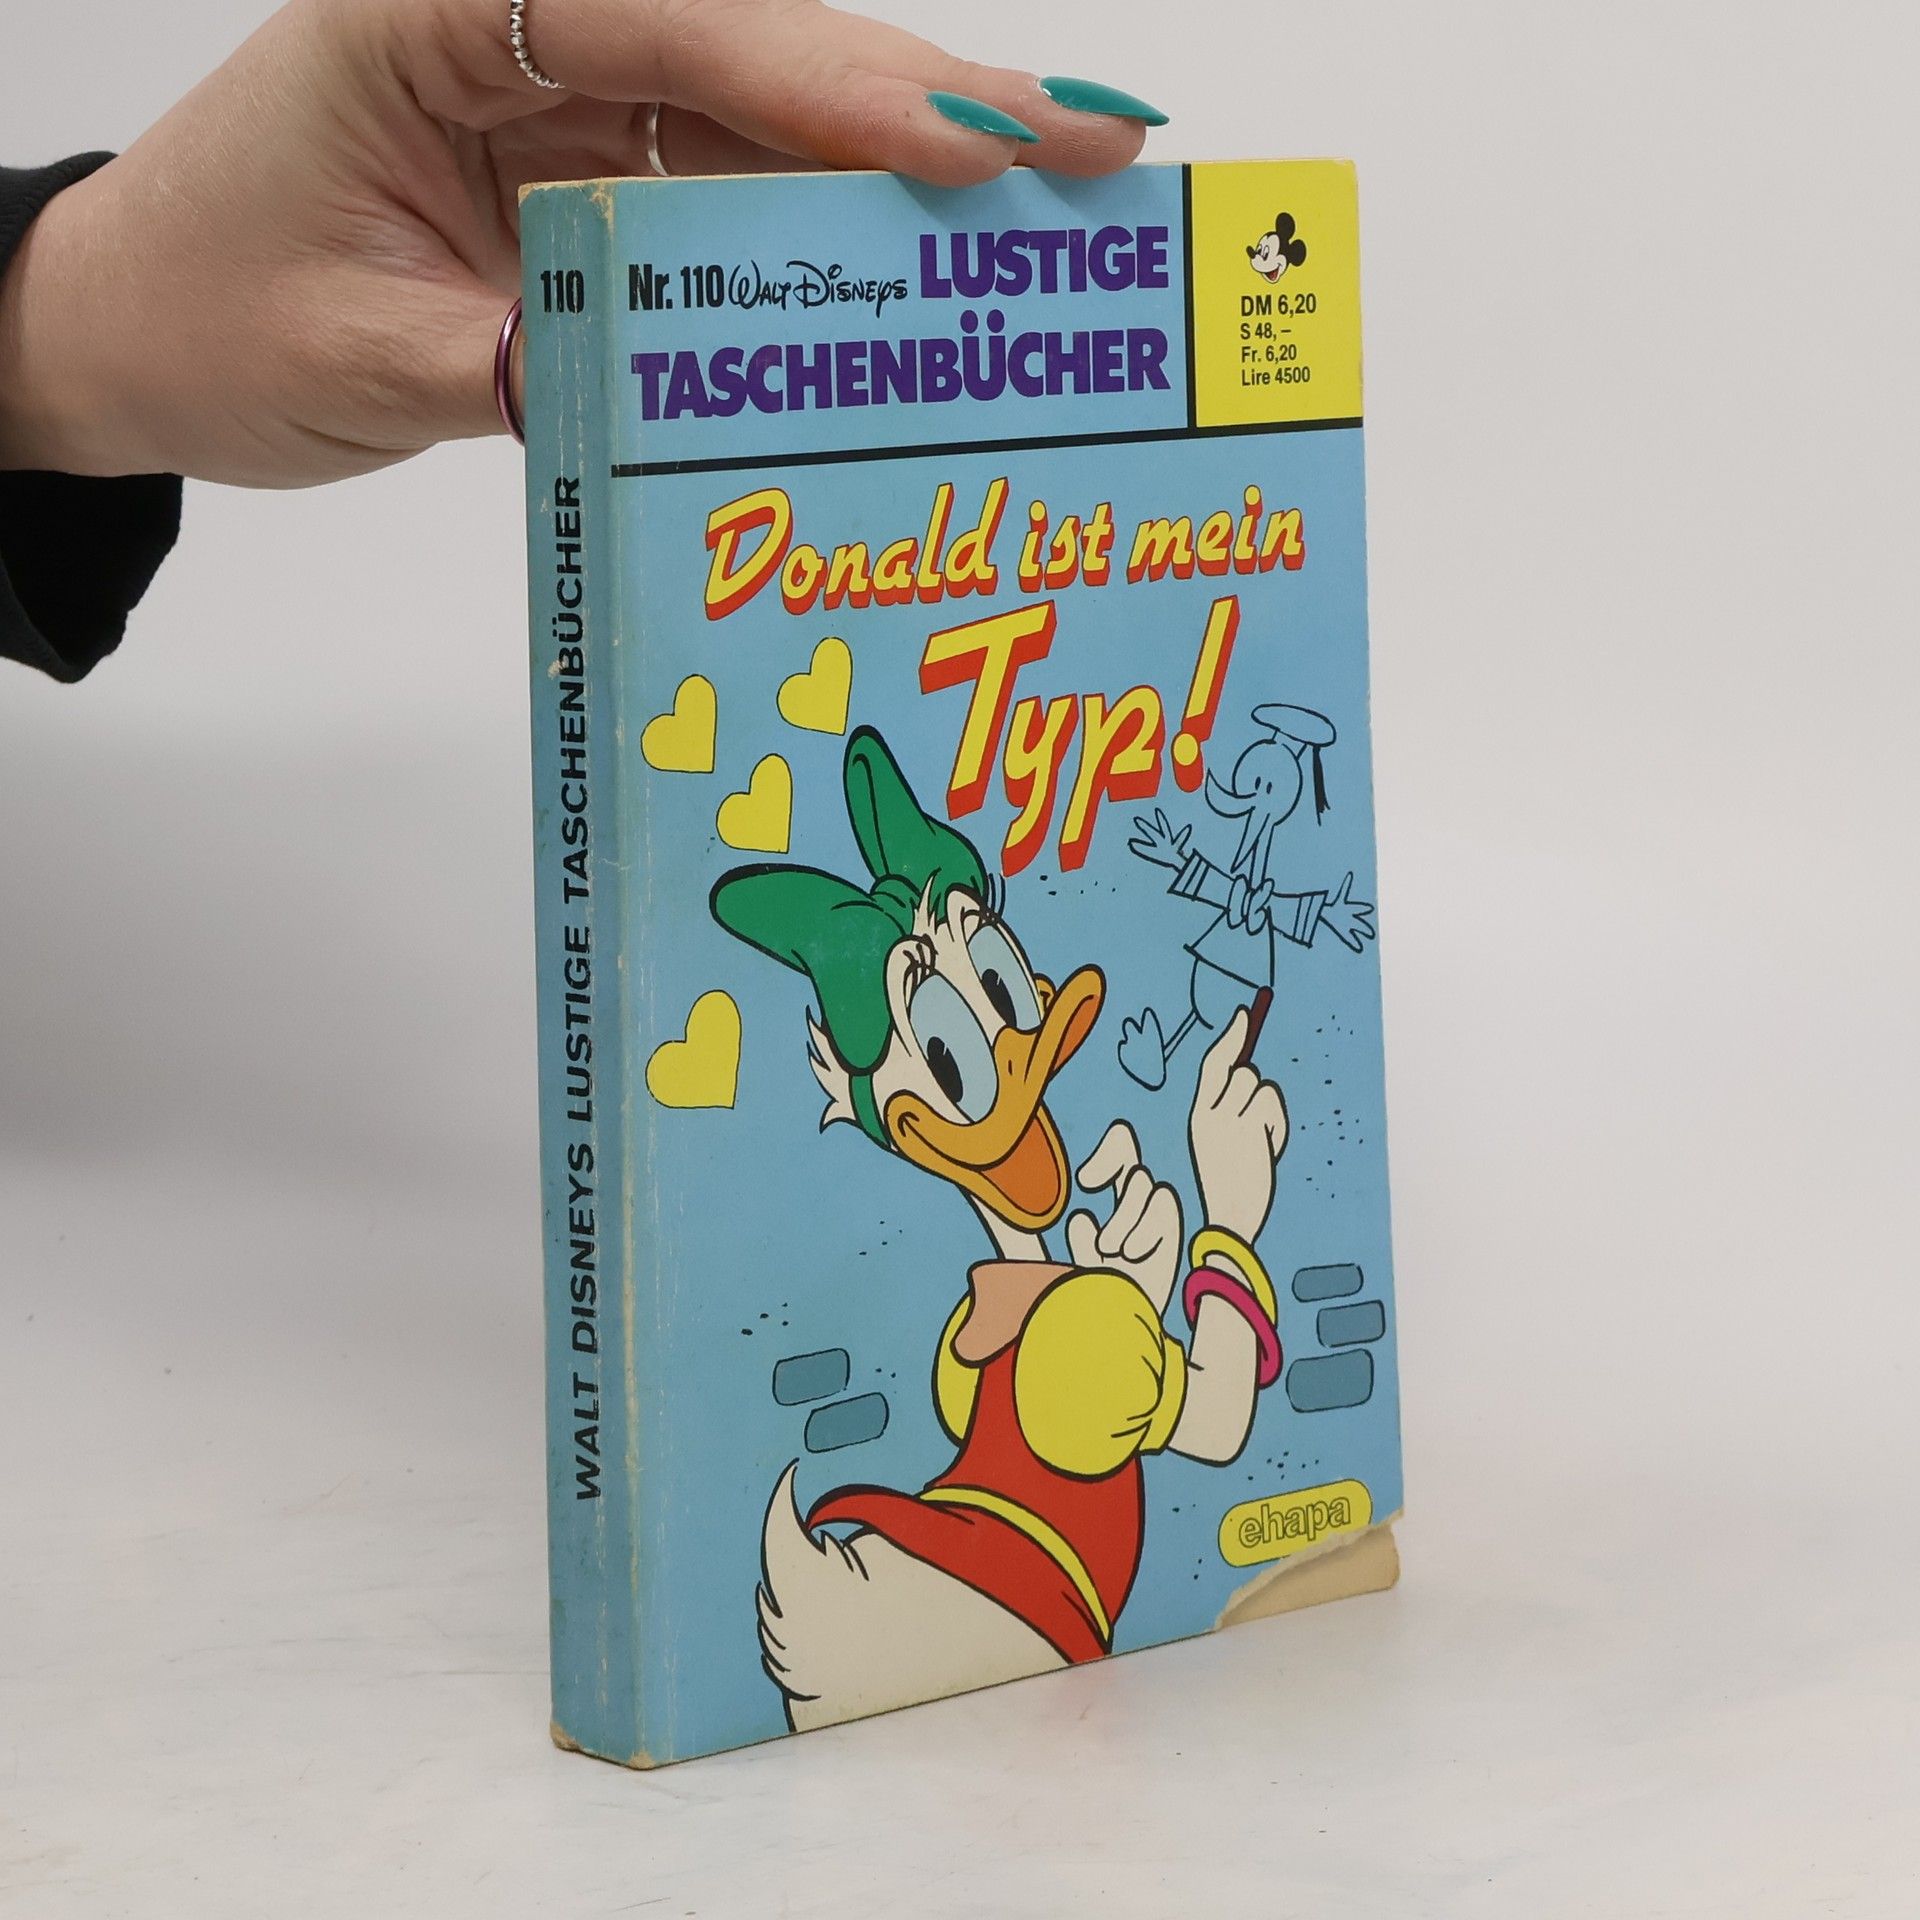 110
WALT DISNEYS LUSTIGE TASCHENBÜCHER
Nr. 110 WALT DISNEYS LUSTIGE
TASCHENBÜCHER
DM 6,20
S 48,–
Fr. 6,20
Lire 4500
Donald ist mein
Typ!
ehapa